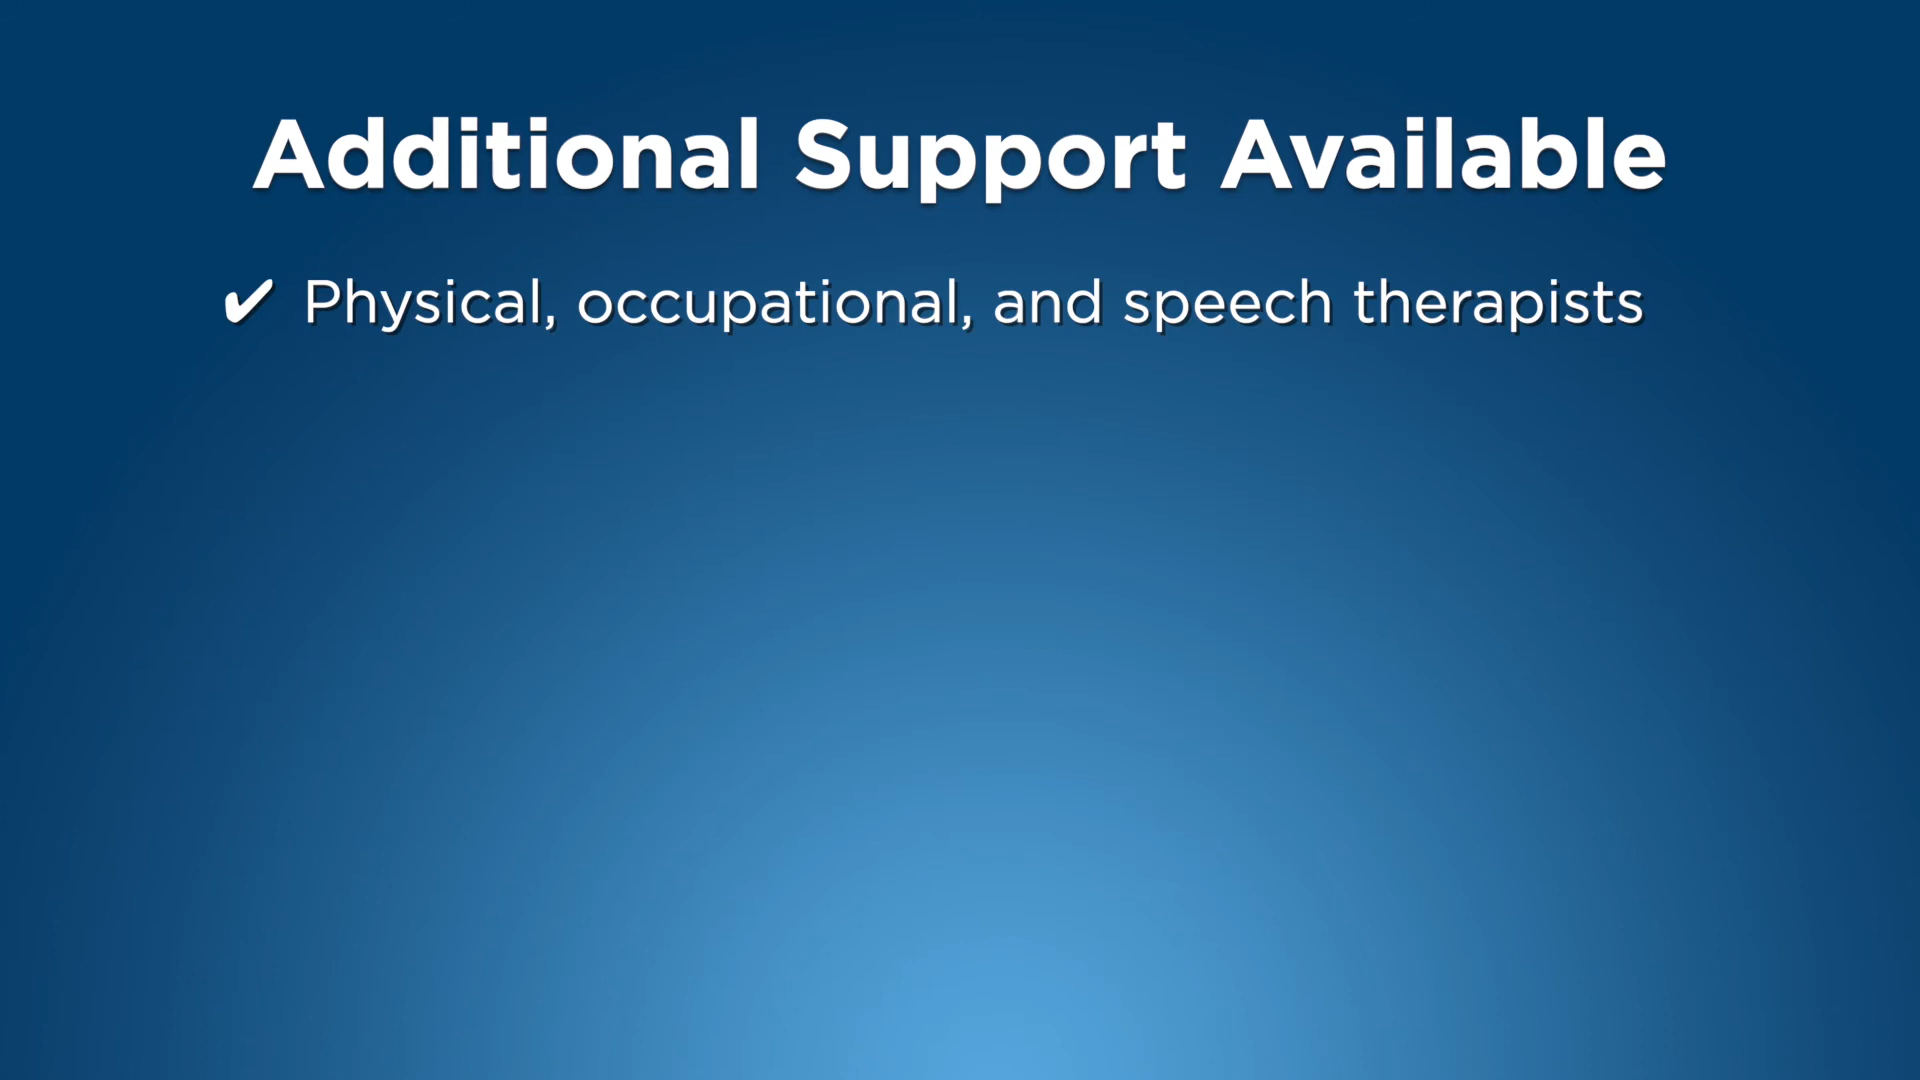 Additional Support Available
✔ Physical, occupational, and speech therapists